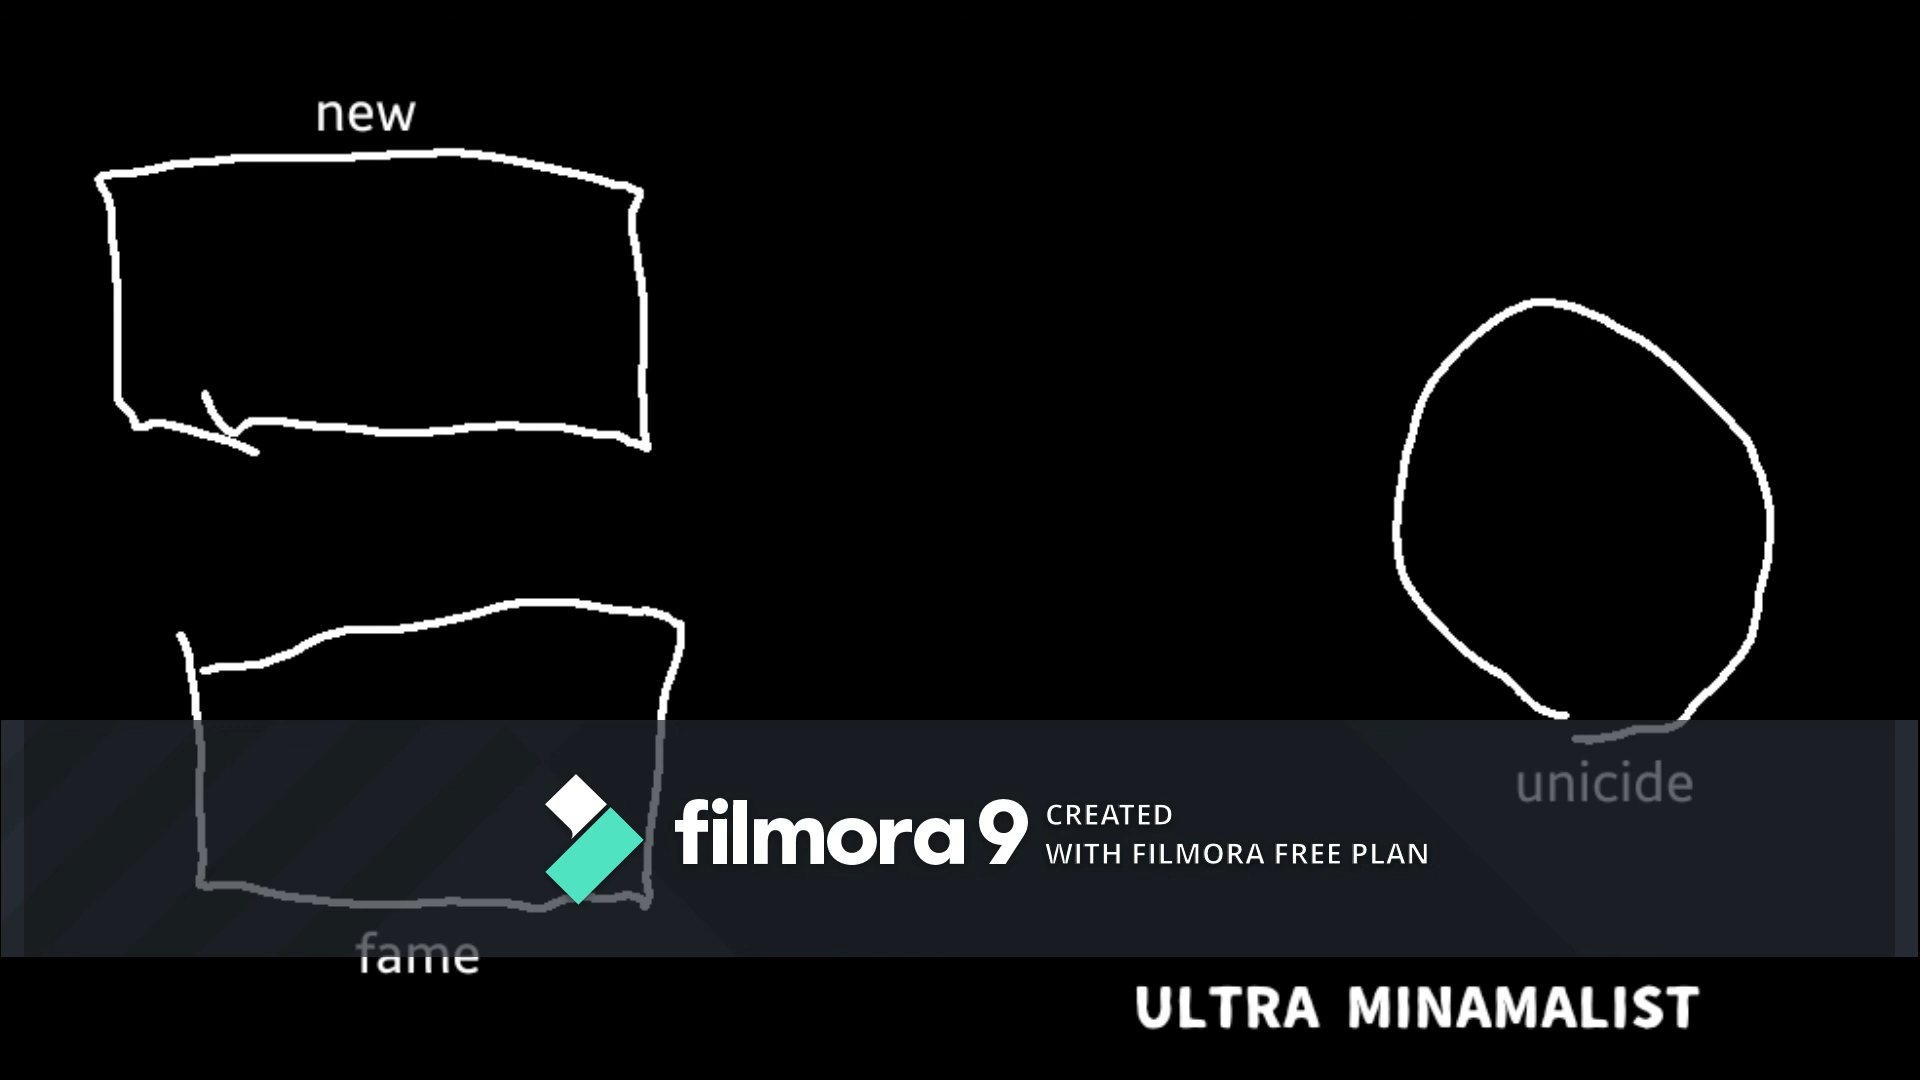 new
unicide
filmora9
CREATED
WITH FILMORA FREE PLAN
fame
ULTRA MINAMALIST